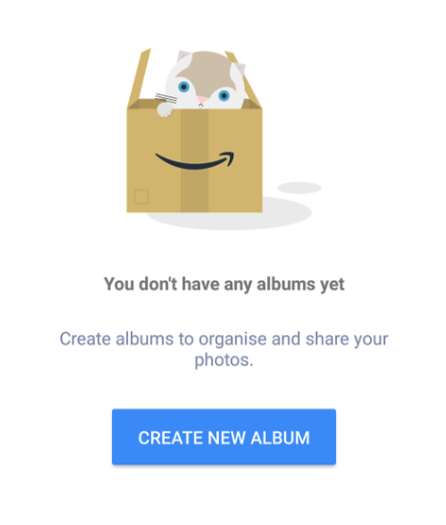 You don't have any albums yet
Create albums to organise and share your
photos.
CREATE NEW ALBUM